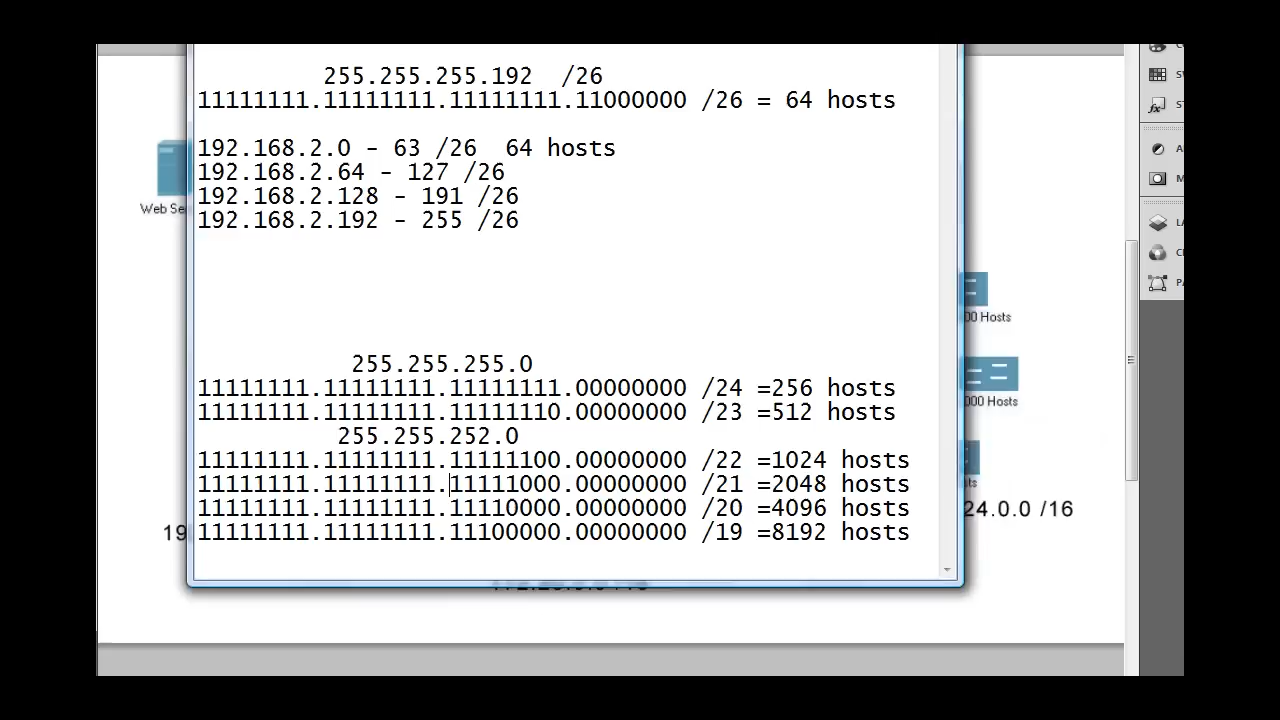 255.255.255.192  /26
11111111.11111111.11111111.11000000 /26 = 64 hosts
192.168.2.0 - 63 /26  64 hosts
192.168.2.64 - 127 /26
192.168.2.128 - 191 /26
192.168.2.192 - 255 /26
Web Se
00 Hosts
000 Hosts
255.255.255.0
11111111.11111111.11111111.00000000 /24 =256 hosts
11111111.11111111.11111110.00000000 /23 =512 hosts
255.255.252.0
11111111.11111111.11111100.00000000 /22 =1024 hosts
11111111.11111111.11111000.00000000 /21 =2048 hosts
11111111.11111111.11110000.00000000 /20 =4096 hosts
11111111.11111111.11100000.00000000 /19 =8192 hosts
24.0.0 /16
19